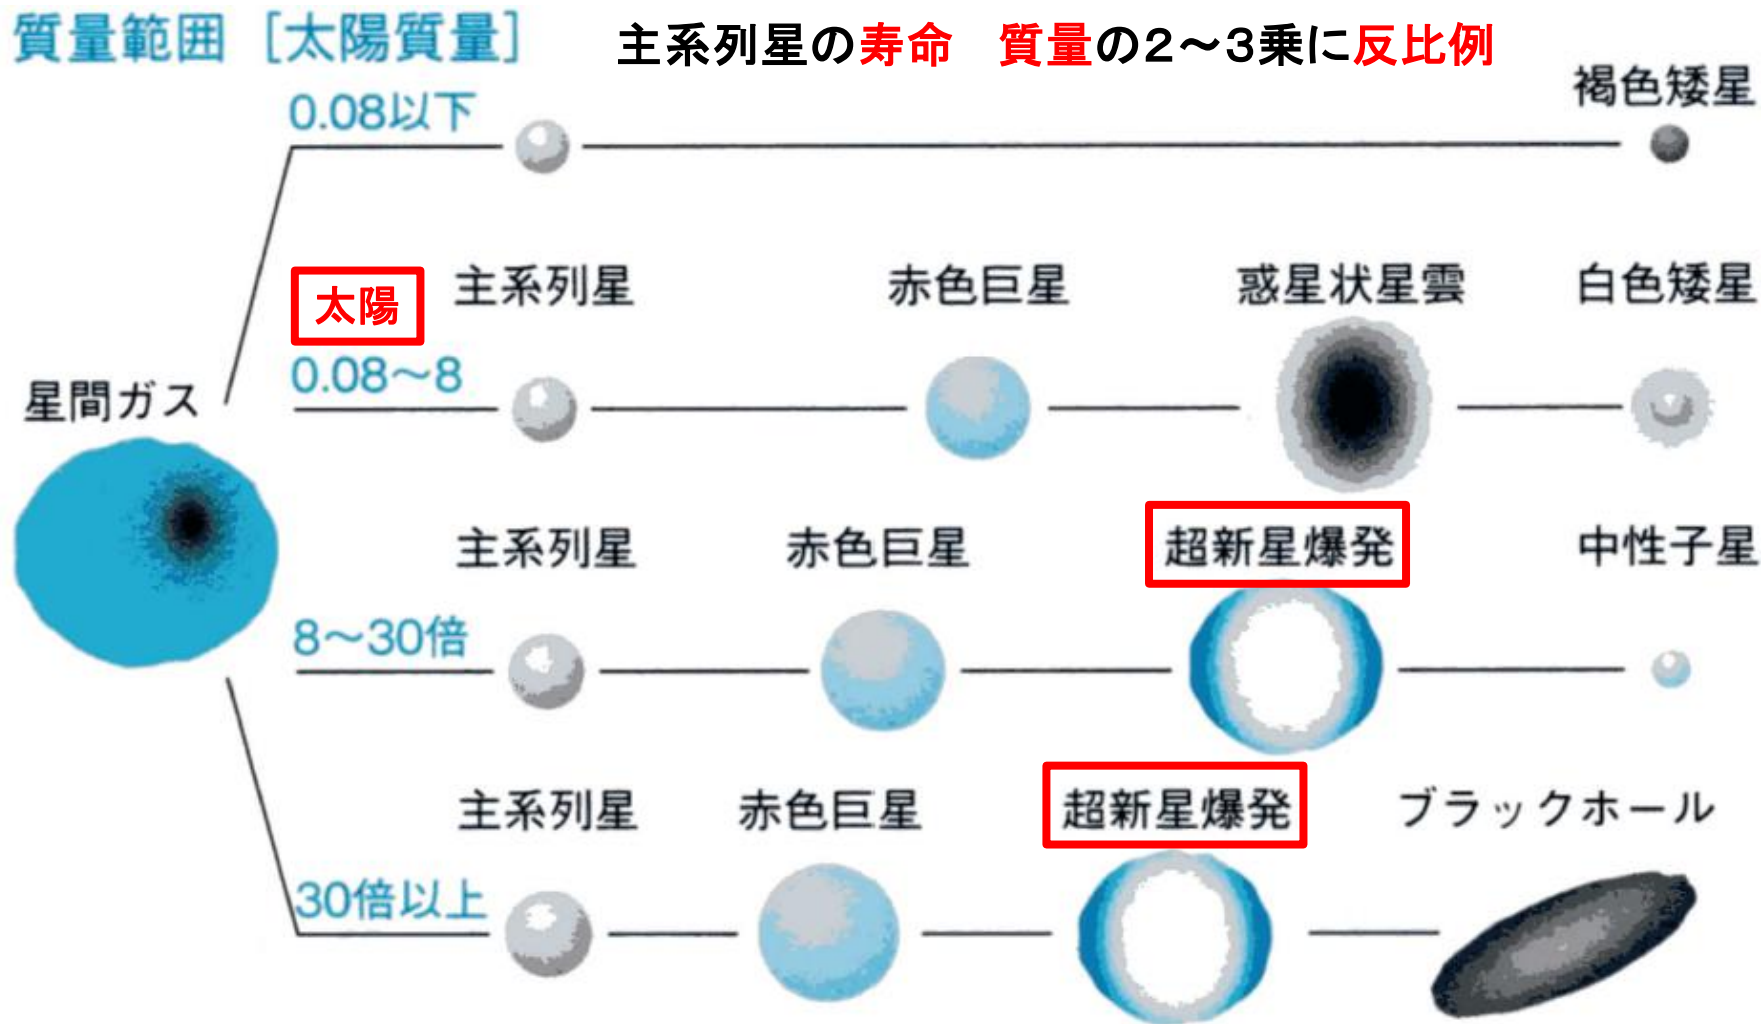 質量範囲［太陽質量］
主系列星の寿命　質量の２～３乗に反比例
0.08以下
褐色矮星
太陽
主系列星
赤色巨星
惑星状星雲
白色矮星
0.08～8
星間ガス
主系列星
赤色巨星
超新星爆発
中性子星
8～30倍
主系列星
赤色巨星
超新星爆発
ブラックホール
30倍以上